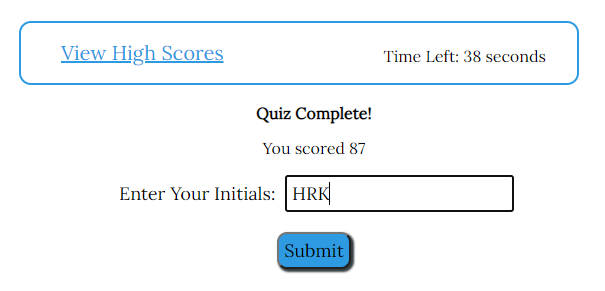 View High Scores
Time Left: 38 seconds
Quiz Complete!
You scored 87
Enter Your Initials: HRK
Submit